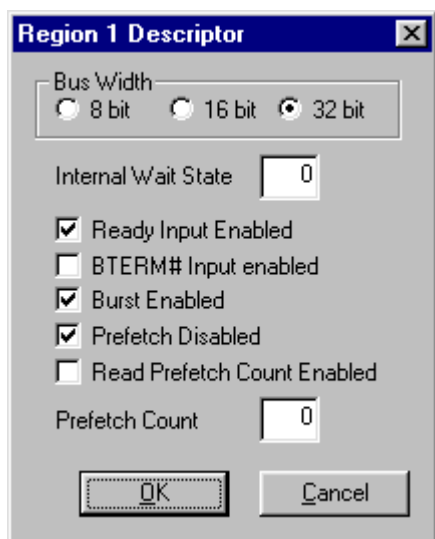 Region 1 Descriptor
Bus Width
8 bit 16 bit 32 bit
Internal Wait State 0
Ready Input Enabled
BTERM# Input enabled
Burst Enabled
Prefetch Disabled
Read Prefetch Count Enabled
Prefetch Count 0
OK Cancel